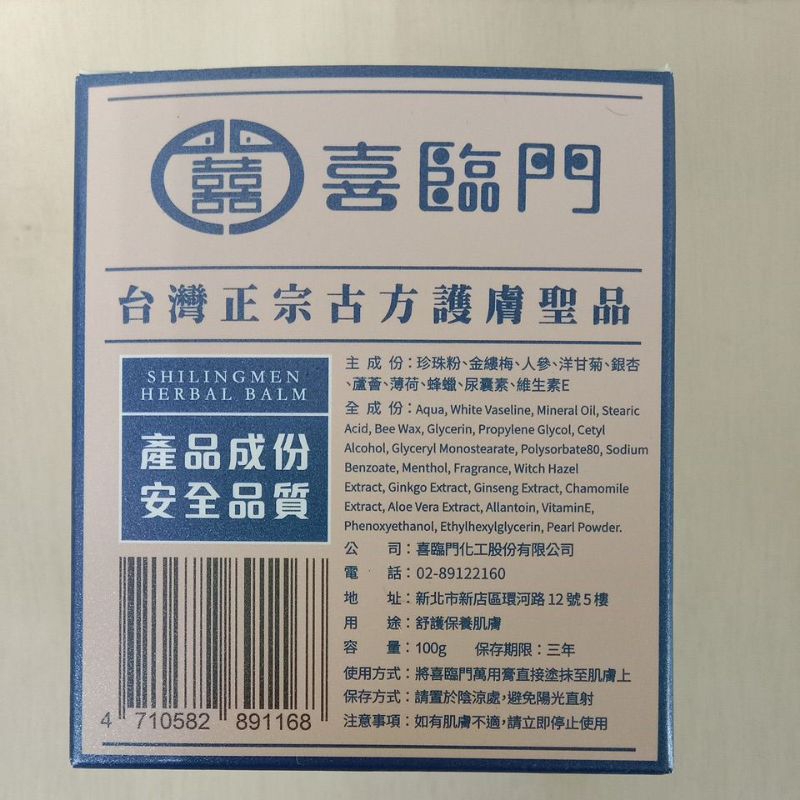 囍
喜臨門
台灣正宗古方護膚聖品
SHILINGMEN
HERBAL BALM
產品成份
安全品質
主成份：珍珠粉、金縷梅、人參、洋甘菊、銀杏
、蘆薈、薄荷、蜂蠟、尿囊素、維生素E
全成份：Aqua, White Vaseline, Mineral Oil, Stearic
Acid, Bee Wax, Glycerin, Propylene Glycol, Cetyl
Alcohol, Glyceryl Monostearate, Polysorbate80, Sodium
Benzoate, Menthol, Fragrance, Witch Hazel
Extract, Ginkgo Extract, Ginseng Extract, Chamomile
Extract, Aloe Vera Extract, Allantoin, VitaminE,
Phenoxyethanol, Ethylhexylglycerin, Pearl Powder.
公司：喜臨門化工股份有限公司
電話：02-89122160
地址：新北市新店區環河路12號5樓
用途：舒護保養肌膚
容量：100g 保存期限：三年
使用方式：將喜臨門萬用膏直接塗抹至肌膚上
保存方式：請置於陰涼處，避免陽光直射
注意事項：如有肌膚不適，請立即停止使用
4 710582 891168